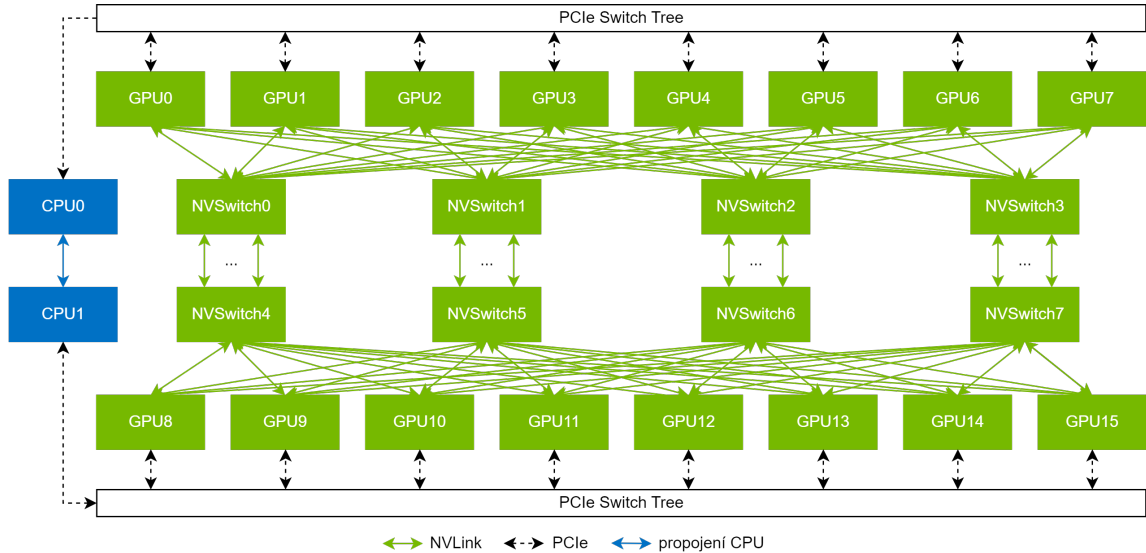 PCIe Switch Tree
GPU0 GPU1 GPU2 GPU3 GPU4 GPU5 GPU6 GPU7
CPU0 NVSwitch0 NVSwitch1 NVSwitch2 NVSwitch3
... ... ... ...
CPU1 NVSwitch4 NVSwitch5 NVSwitch6 NVSwitch7
GPU8 GPU9 GPU10 GPU11 GPU12 GPU13 GPU14 GPU15
PCIe Switch Tree
NVLink PCIe propojení CPU